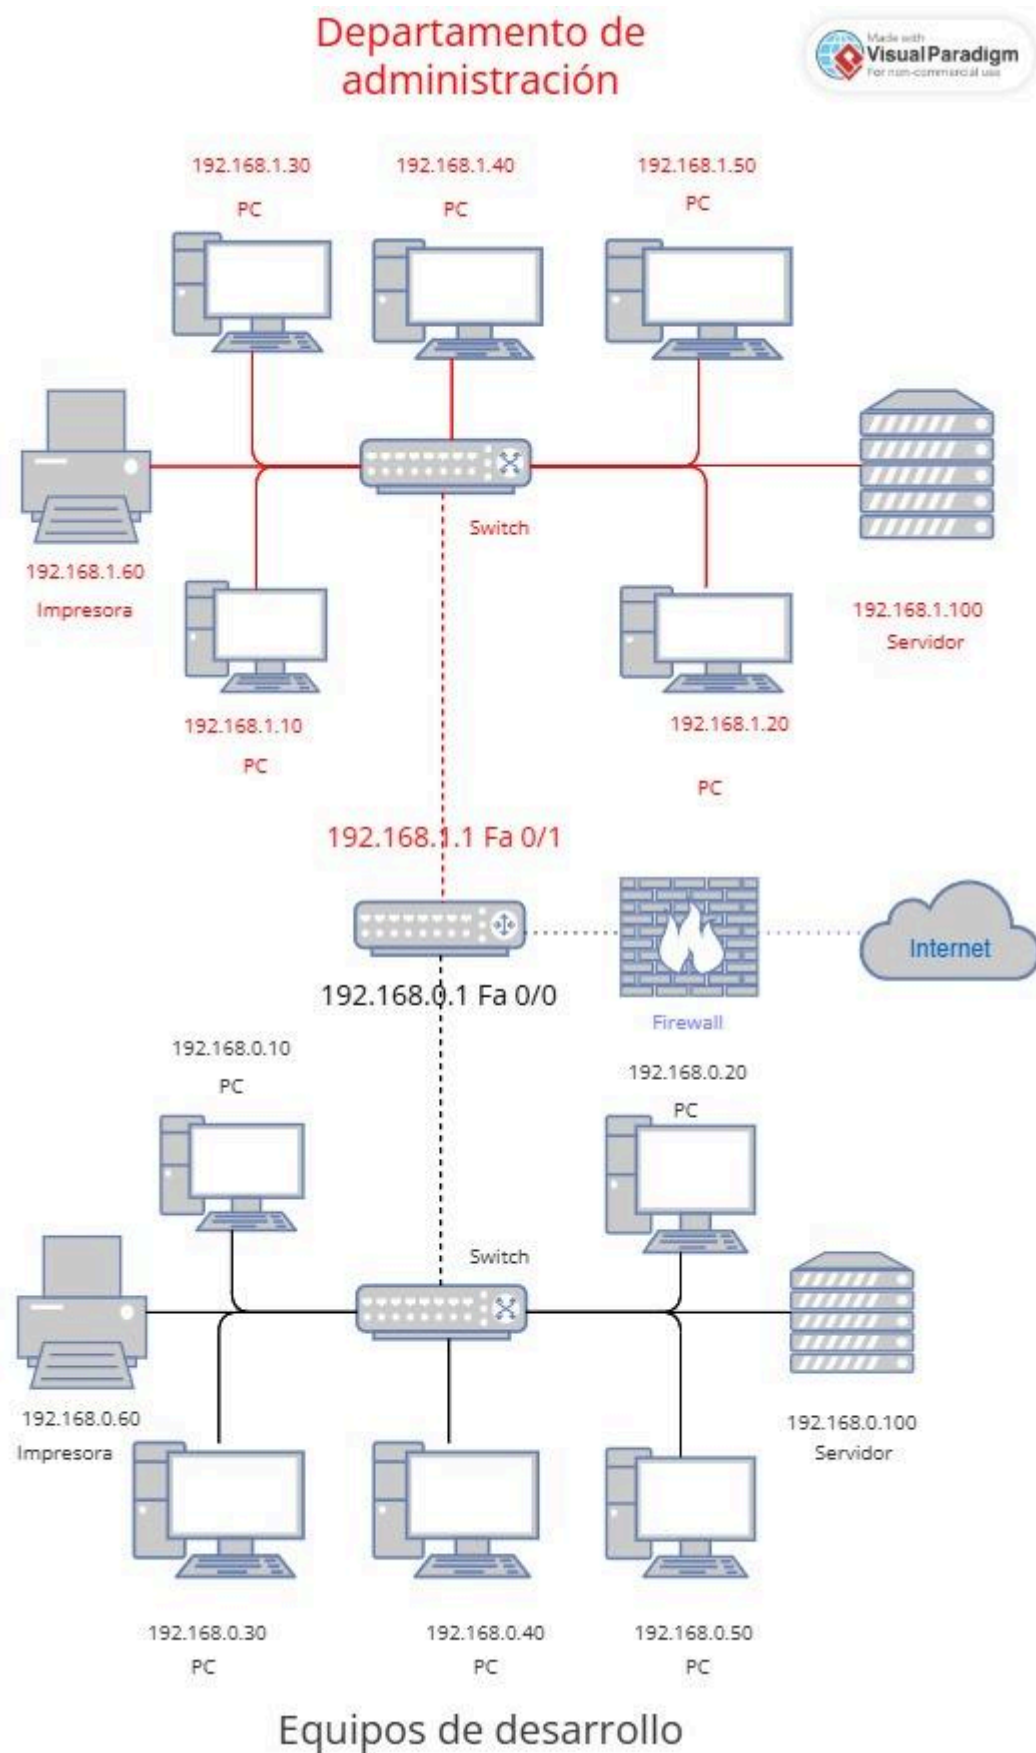 Departamento de
administración
Made with
Visual Paradigm
For non-commercial use
192.168.1.30
PC
192.168.1.40
PC
192.168.1.50
PC
Switch
192.168.1.60
Impresora
192.168.1.100
Servidor
192.168.1.10
PC
192.168.1.20
PC
192.168.1.1 Fa 0/1
Internet
192.168.0.1 Fa 0/0
Firewall
192.168.0.10
PC
192.168.0.20
PC
Switch
192.168.0.60
Impresora
192.168.0.100
Servidor
192.168.0.30
PC
192.168.0.40
PC
192.168.0.50
PC
Equipos de desarrollo